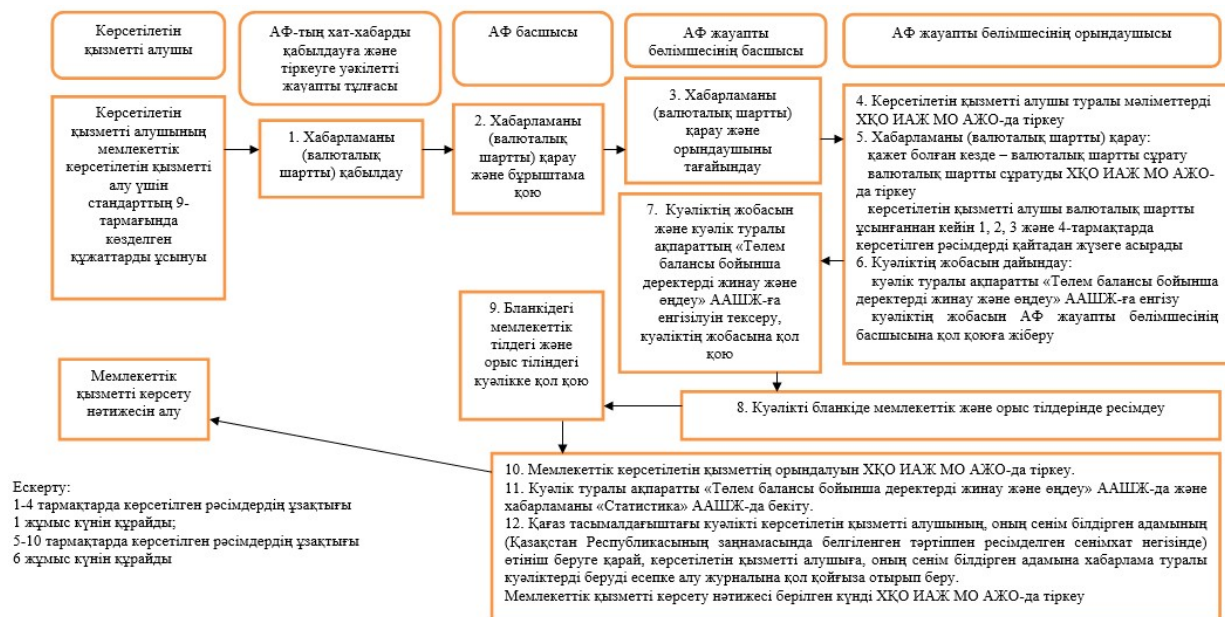 Көрсетілетін
қызметті алушы
АФ-тың хат-хабарды
қабылдауға және
тіркеуге уәкілетті
жауапты тұлғасы
АФ басшысы
АФ жауапты
бөлімшесінің
басшысы
АФ жауапты бөлімшесінің орындаушысы
Көрсетілетін
қызметті алушының
мемлекеттік
көрсетілетін қызметті
алу үшін
стандарттың 9-
тармағында
көзделген
құжаттарды ұсынуы
1. Хабарламаны
(валюталық
шартты) қабылдау
2. Хабарламаны
(валюталық
шартты) қарау
және бұрыштама
қою
3. Хабарламаны
(валюталық шартты)
қарау және
орындаушыны
тағайындау
4. Көрсетілетін қызметті алушы туралы мәліметтерді
ХҚО ИАЖ МО АЖО-да тіркеу
5. Хабарламаны (валюталық шартты) қарау:
қажет болған кезде – валюталық шартты сұрату
валюталық шартты сұратуды ХҚО ИАЖ МО АЖО-
да тіркеу
көрсетілетін қызметті алушы валюталық шартты
ұсынғаннан кейін 1, 2, 3 және 4-тармақтарда
көрсетілген рәсімдерді қайтадан жүзеге асырады
6. Куәліктің жобасын дайындау:
куәлік туралы ақпаратты «Төлем балансы бойынша
деректерді жинау және өңдеу» ААШЖ-ға енгізу
куәліктің жобасын АФ жауапты бөлімшесінің
басшысына қол қоюға жіберу
7. Куәліктің жобасын
және куәлік туралы
ақпараттың «Төлем
балансы бойынша
деректерді жинау және
өңдеу» ААШЖ-ға
енгізілуін тексеру,
куәліктің жобасына қол
қою
8. Куәлікті бланкіде мемлекеттік және орыс тілдерінде ресімдеу
9. Бланкідегі
мемлекеттік
тілдегі және
орыс тіліндегі
куәлікке қол қою
Мемлекеттік
қызметті көрсету
нәтижесін алу
10. Мемлекеттік көрсетілетін қызметтің орындалуын ХҚО ИАЖ МО АЖО-да тіркеу.
11. Куәлік туралы ақпаратты «Төлем балансы бойынша деректерді жинау және өңдеу» ААШЖ-да және
хабарламаны «Статистика» ААШЖ-да бекіту.
12. Қағаз тасымалдағыштағы куәлікті көрсетілетін қызметті алушының, оның сенім білдірген адамының
(Қазақстан Республикасының заңнамасында белгіленген тәртіппен ресімделген сенімхат негізінде)
өтініш беруге қарай, көрсетілетін қызметті алушыға, оның сенім білдірген адамына хабарлама туралы
куәліктерді беруді есепке алу журналына қол қойғыза отырып беру.
Мемлекеттік қызметті көрсету нәтижесі берілген күнді ХҚО ИАЖ МО АЖО-да тіркеу
Ескерту:
1-4 тармақтарда көрсетілген рәсімдердің ұзақтығы
1 жұмыс күнін құрайды;
5-10 тармақтарда көрсетілген рәсімдердің ұзақтығы
6 жұмыс күнін құрайды